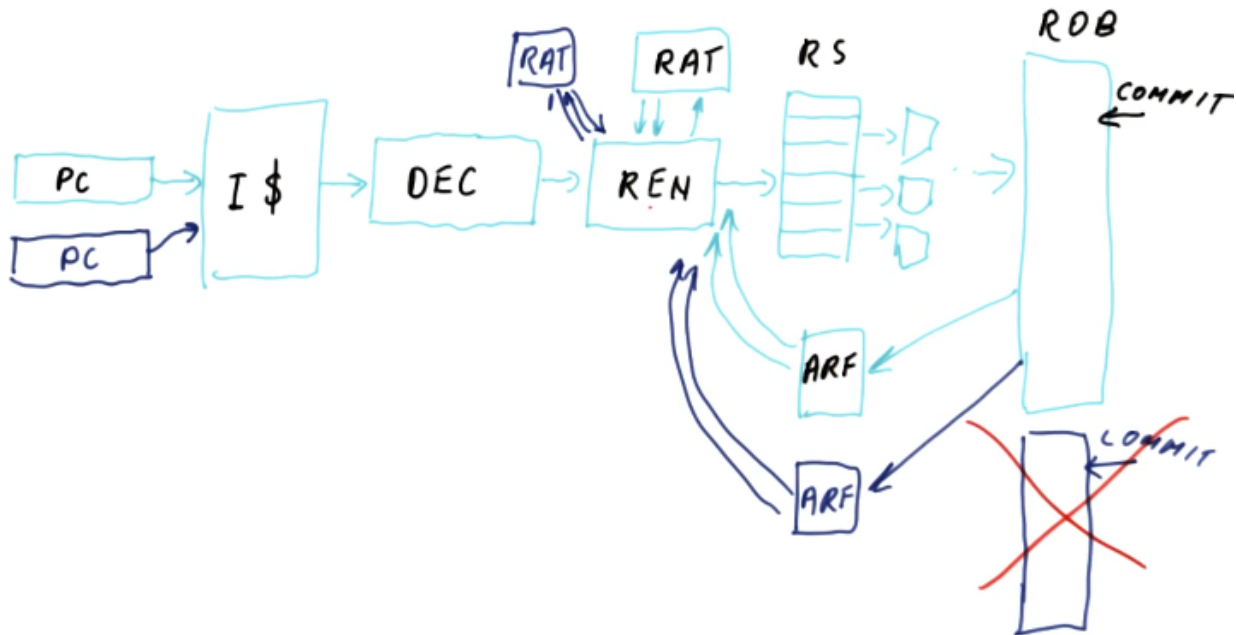 ROB
RAT
RAT
RS
COMMIT
PC
I $
DEC
REN
PC
ARF
COMMIT
ARF